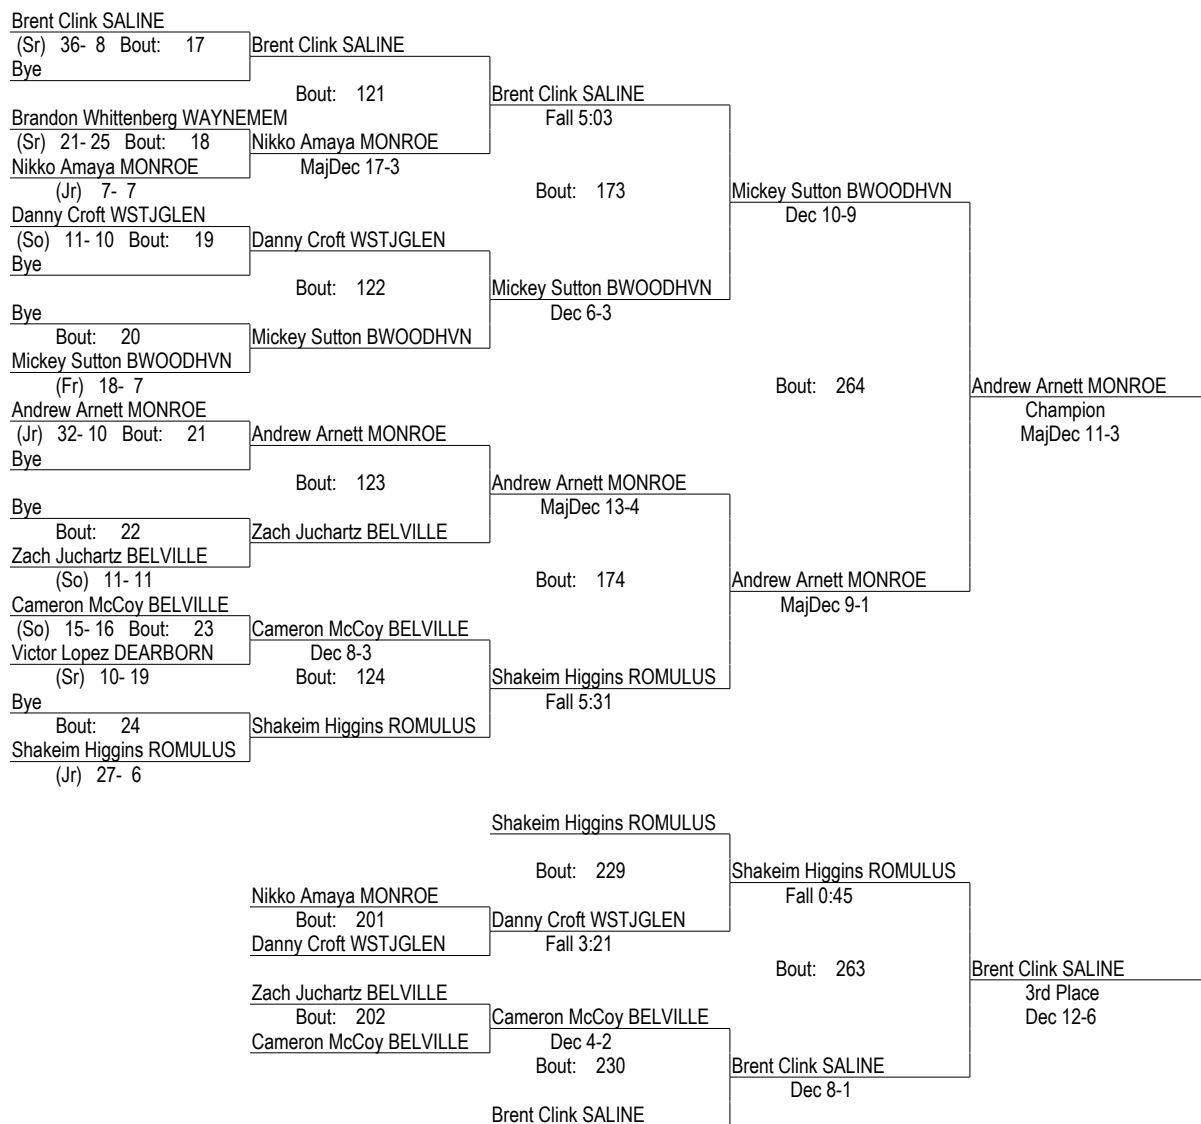 Brent Clink SALINE
(Sr) 36- 8 Bout: 17 Brent Clink SALINE
Bye
Bout: 121 Brent Clink SALINE
Brandon Whittenberg WAYNEMEM Fall 5:03
(Sr) 21- 25 Bout: 18 Nikko Amaya MONROE
Nikko Amaya MONROE MajDec 17-3
(Jr) 7- 7 Bout: 173 Mickey Sutton BWOODHVN
Danny Croft WSTJGLEN Dec 10-9
(So) 11- 10 Bout: 19 Danny Croft WSTJGLEN
Bye
Bout: 122 Mickey Sutton BWOODHVN
Bye Dec 6-3
Bout: 20 Mickey Sutton BWOODHVN
Mickey Sutton BWOODHVN
(Fr) 18- 7 Bout: 264 Andrew Arnett MONROE
Andrew Arnett MONROE Champion
(Jr) 32- 10 Bout: 21 Andrew Arnett MONROE MajDec 11-3
Bye
Bout: 123 Andrew Arnett MONROE
Bye MajDec 13-4
Bout: 22 Zach Juchartz BELVILLE
Zach Juchartz BELVILLE
(So) 11- 11 Bout: 174 Andrew Arnett MONROE
Cameron McCoy BELVILLE MajDec 9-1
(So) 15- 16 Bout: 23 Cameron McCoy BELVILLE
Victor Lopez DEARBORN Dec 8-3
(Sr) 10- 19 Bout: 124 Shakeim Higgins ROMULUS
Bye Fall 5:31
Bout: 24 Shakeim Higgins ROMULUS
Shakeim Higgins ROMULUS
(Jr) 27- 6
Shakeim Higgins ROMULUS
Bout: 229 Shakeim Higgins ROMULUS
Nikko Amaya MONROE Fall 0:45
Bout: 201 Danny Croft WSTJGLEN
Danny Croft WSTJGLEN Fall 3:21
Bout: 263 Brent Clink SALINE
Zach Juchartz BELVILLE 3rd Place
Bout: 202 Cameron McCoy BELVILLE Dec 12-6
Cameron McCoy BELVILLE Dec 4-2
Bout: 230 Brent Clink SALINE
Dec 8-1
Brent Clink SALINE